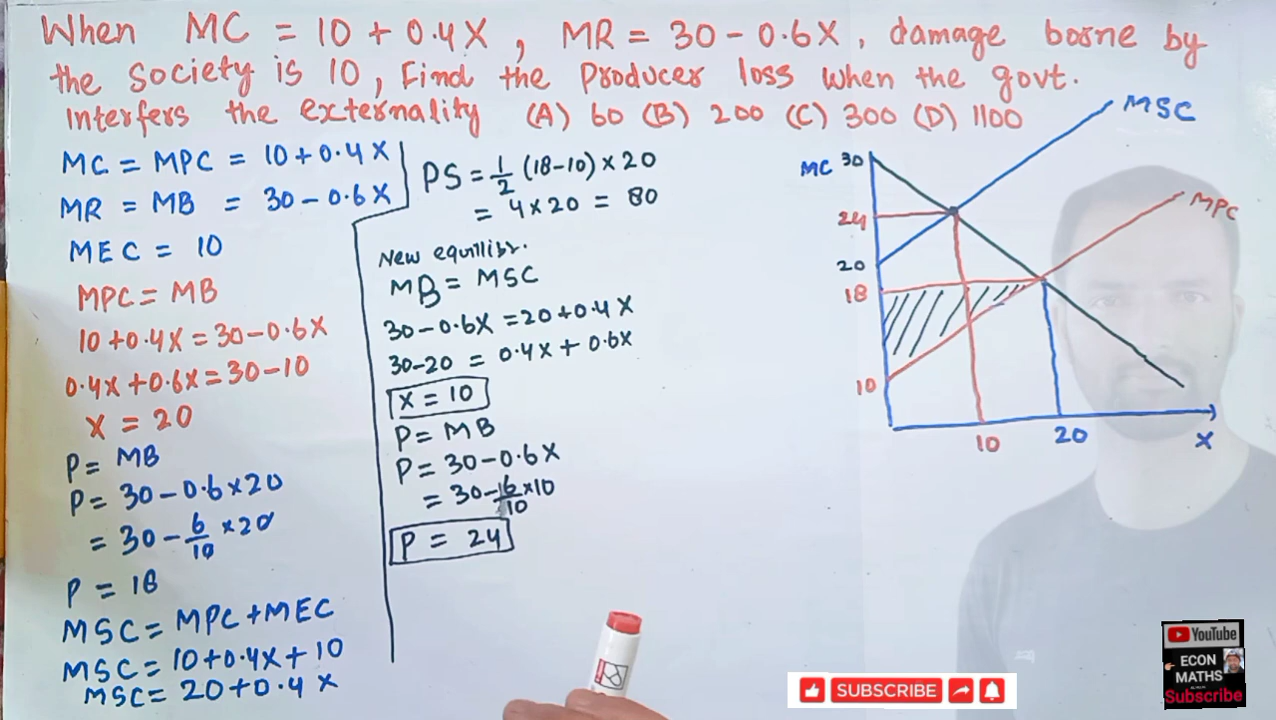 When MC = 10 + 0.4X , MR = 30 - 0.6X , damage borne by
the Society is 10 , Find the Producer loss when the govt.
Interfers the externality (A) 60 (B) 200 (C) 300 (D) 1100
MC = MPC = 10 + 0.4X
MR = MB = 30 - 0.6X
MEC = 10
MPC = MB
10 + 0.4X = 30 - 0.6X
0.4X + 0.6X = 30 - 10
X = 20
P = MB
P = 30 - 0.6 × 20
= 30 - 6/10 × 20
P = 18
MSC = MPC + MEC
MSC = 10 + 0.4X + 10
MSC = 20 + 0.4X
PS = 1/2 (18 - 10) × 20
= 4 × 20 = 80
New equilibr.
MB = MSC
30 - 0.6X = 20 + 0.4X
30 - 20 = 0.4X + 0.6X
X = 10
P = MB
P = 30 - 0.6X
= 30 - 6/10 × 10
P = 24
MSC
MC 30
MPC
24
20
18
10
10 20 X
SUBSCRIBE
YouTube
ECON
MATHS
Subscribe